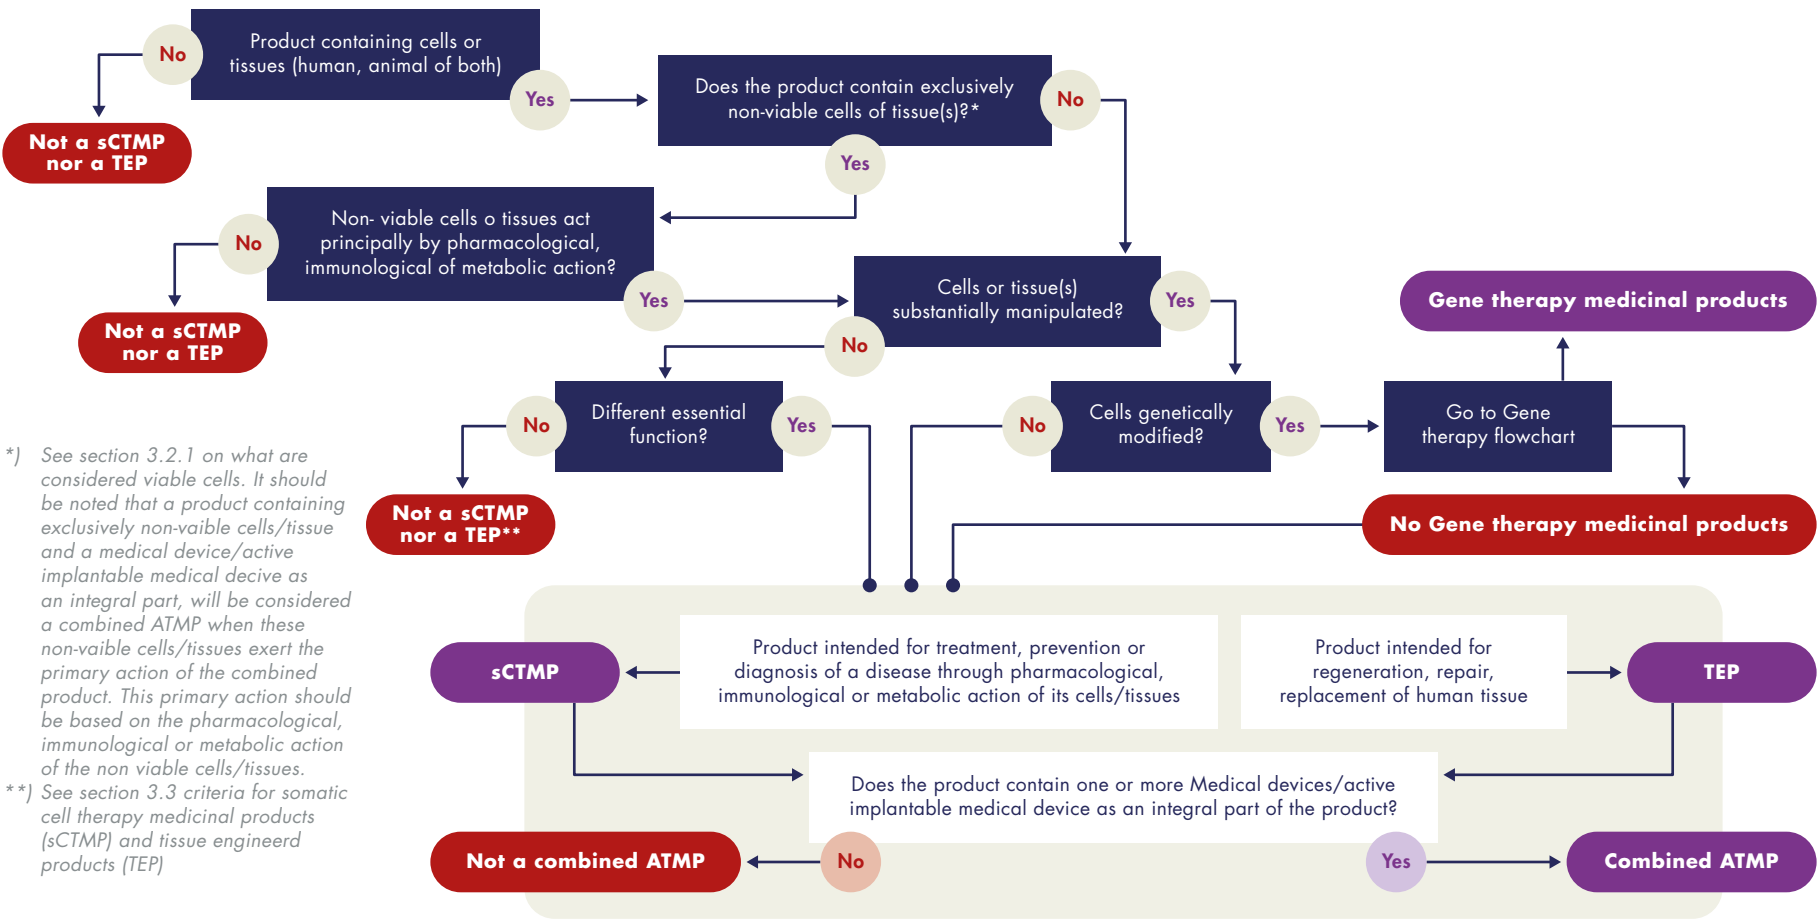 No
Product containing cells or
tissues (human, animal of both)
Yes
Does the product contain exclusively
non-viable cells of tissue(s)?*
No
Yes
Not a sCTMP
nor a TEP
No
Non- viable cells o tissues act
principally by pharmacological,
immunological of metabolic action?
Yes
Not a sCTMP
nor a TEP
Cells or tissue(s)
substantially manipulated?
Yes
No
Gene therapy medicinal products
No
Different essential
function?
Yes
No
Cells genetically
modified?
Yes
Go to Gene
therapy flowchart
Not a sCTMP
nor a TEP**
No Gene therapy medicinal products
*) See section 3.2.1 on what are
considered viable cells. It should
be noted that a product containing
exclusively non-vaible cells/tissue
and a medical device/active
implantable medical decive as
an integral part, will be considered
a combined ATMP when these
non-vaible cells/tissues exert the
primary action of the combined
product. This primary action should
be based on the pharmacological,
immunological or metabolic action
of the non viable cells/tissues.
**) See section 3.3 criteria for somatic
cell therapy medicinal products
(sCTMP) and tissue engineerd
products (TEP)
sCTMP
Product intended for treatment, prevention or
diagnosis of a disease through pharmacological,
immunological or metabolic action of its cells/tissues
Product intended for
regeneration, repair,
replacement of human tissue
TEP
Does the product contain one or more Medical devices/active
implantable medical device as an integral part of the product?
Not a combined ATMP
No
Yes
Combined ATMP